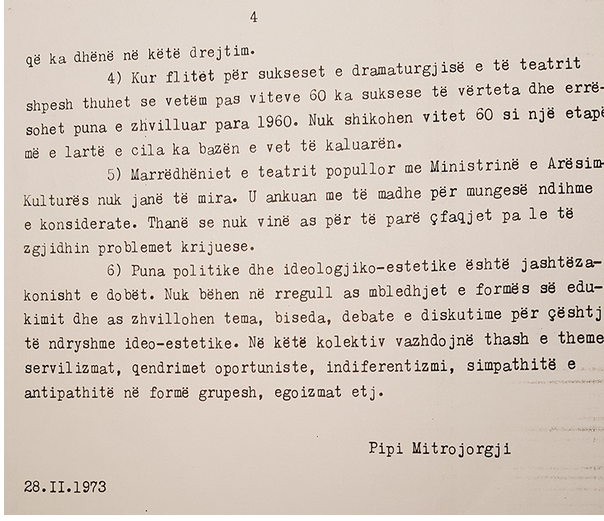 4
që ka dhënë në këtë drejtim.
4) Kur flitet për sukseset e dramaturgjisë e të teatrit
shpesh thuhet se vetëm pas viteve 60 ka suksese të vërteta dhe errë-
sohet puna e zhvilluar para 1960. Nuk shikohen vitet 60 si një etapë
më e lartë e cila ka bazën e vet të kaluarën.
5) Marrëdhëniet e teatrit popullor me Ministrinë e Arësim-
Kulturës nuk janë të mira. U ankuan me të madhe për mungesë ndihme
e konsiderate. Thanë se nuk vinë as për të parë çfaqjet pa le të
zgjidhin problemet krijuese.
6) Puna politike dhe ideologjiko-estetike është jashtëza-
konisht e dobët. Nuk bëhen në rregull as mbledhjet e formës së edu-
kimit dhe as zhvillohen tema, biseda, debate e diskutime për çështj
të ndryshme ideo-estetike. Në këtë kolektiv vazhdojnë thash e theme
servilizmat, qendrimet oportuniste, indiferentizmi, simpathitë e
antipathitë në formë grupesh, egoizmat etj.
Pipi Mitrojorgji
28.II.1973